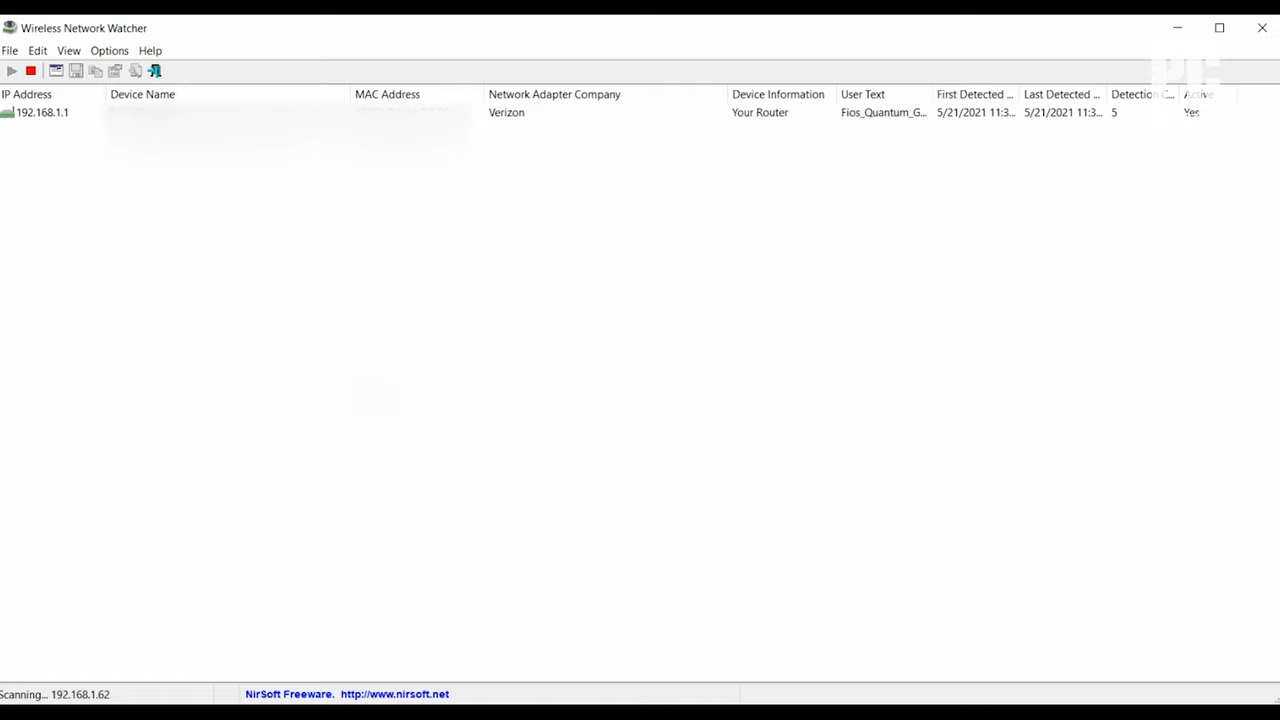 Wireless Network Watcher
File Edit View Options Help
PC
IP Address Device Name MAC Address Network Adapter Company Device Information User Text First Detected ... Last Detected ... Detection C... Active
192.168.1.1 Verizon Your Router Fios_Quantum_G... 5/21/2021 11:3... 5/21/2021 11:3... 5 Yes
Scanning... 192.168.1.62 NirSoft Freeware. http://www.nirsoft.net